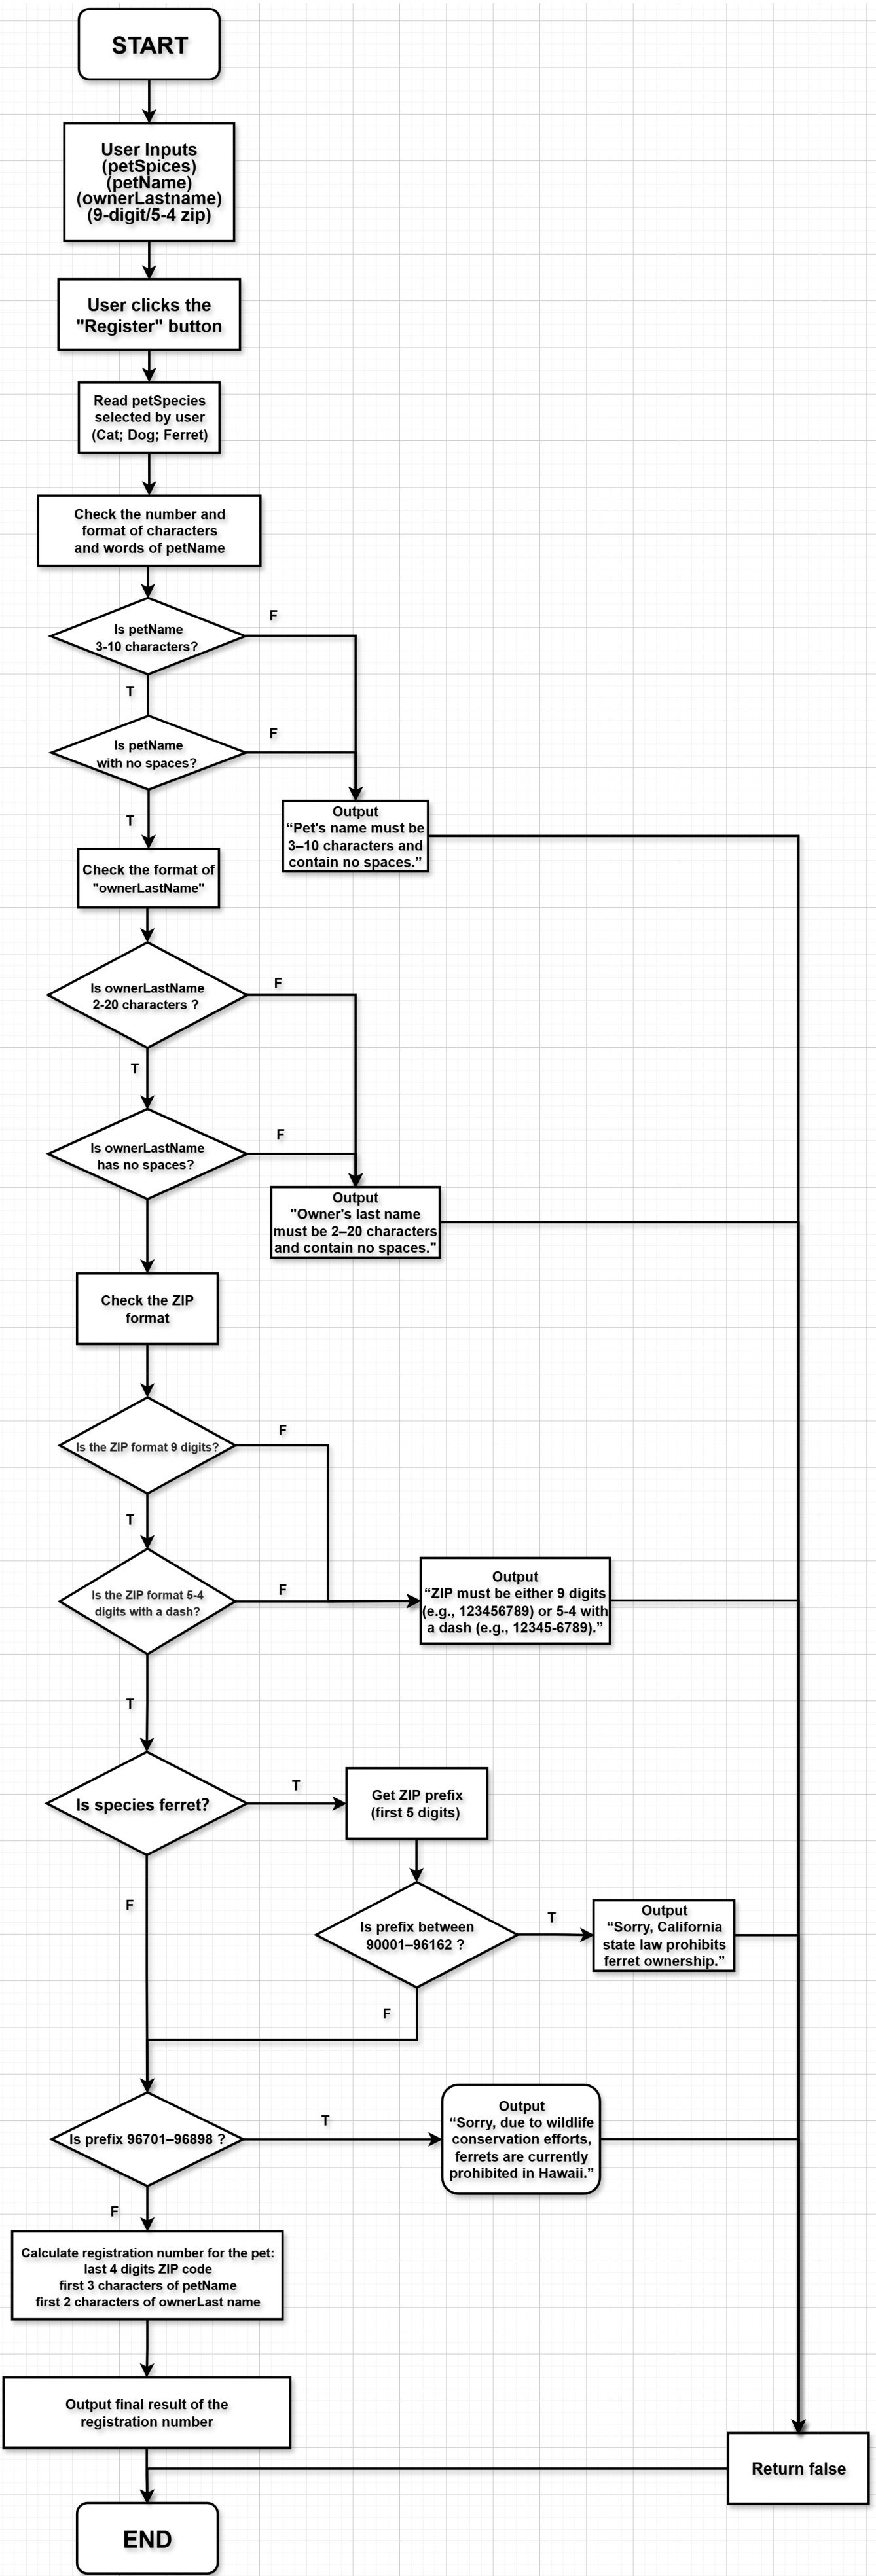 START
User Inputs
(petSpices)
(petName)
(ownerLastname)
(9-digit/5-4 zip)
User clicks the
"Register" button
Read petSpecies
selected by user
(Cat; Dog; Ferret)
Check the number and
format of characters
and words of petName
Is petName
3-10 characters?
F
T
Is petName
with no spaces?
F
T
Output
“Pet's name must be
3–10 characters and
contain no spaces.”
Check the format of
"ownerLastName"
Is ownerLastName
2-20 characters ?
F
T
Is ownerLastName
has no spaces?
F
Output
"Owner's last name
must be 2–20 characters
and contain no spaces."
Check the ZIP
format
Is the ZIP format 9 digits?
F
T
Is the ZIP format 5-4
digits with a dash?
F
T
Output
“ZIP must be either 9 digits
(e.g., 123456789) or 5-4 with
a dash (e.g., 12345-6789).”
Is species ferret?
T
F
Get ZIP prefix
(first 5 digits)
Is prefix between
90001–96162 ?
T
F
Output
“Sorry, California
state law prohibits
ferret ownership.”
Is prefix 96701–96898 ?
T
F
Output
“Sorry, due to wildlife
conservation efforts,
ferrets are currently
prohibited in Hawaii.”
Calculate registration number for the pet:
last 4 digits ZIP code
first 3 characters of petName
first 2 characters of ownerLast name
Output final result of the
registration number
Return false
END